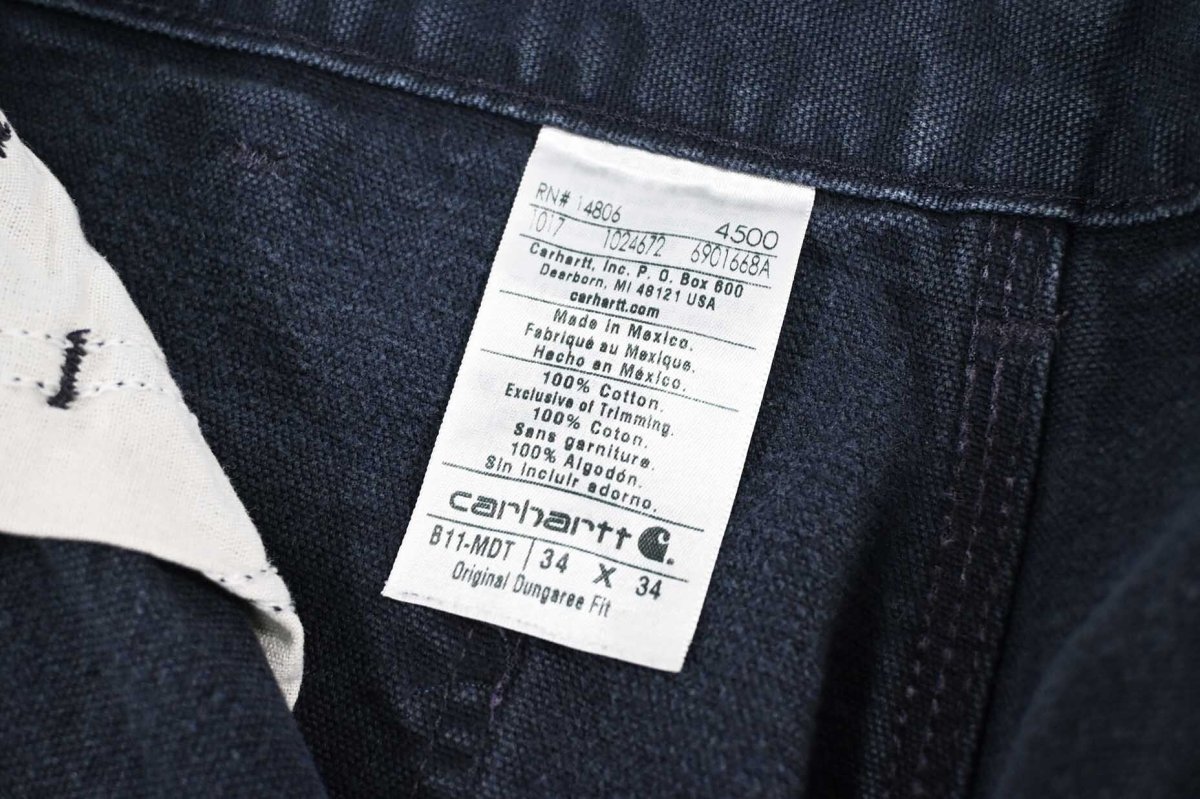 RN# 14806 4500
1017 1024672 6901668A
Carhartt, Inc. P. O. Box 600
Dearborn, MI 48121 USA
carhartt.com
Made in Mexico.
Fabriqué au Mexique.
Hecho en México.
100% Cotton.
Exclusive of Trimming.
100% Coton.
Sans garniture.
100% Algodón.
Sin incluir adorno.
carhartt
B11-MDT | 34 X 34
Original Dungaree Fit